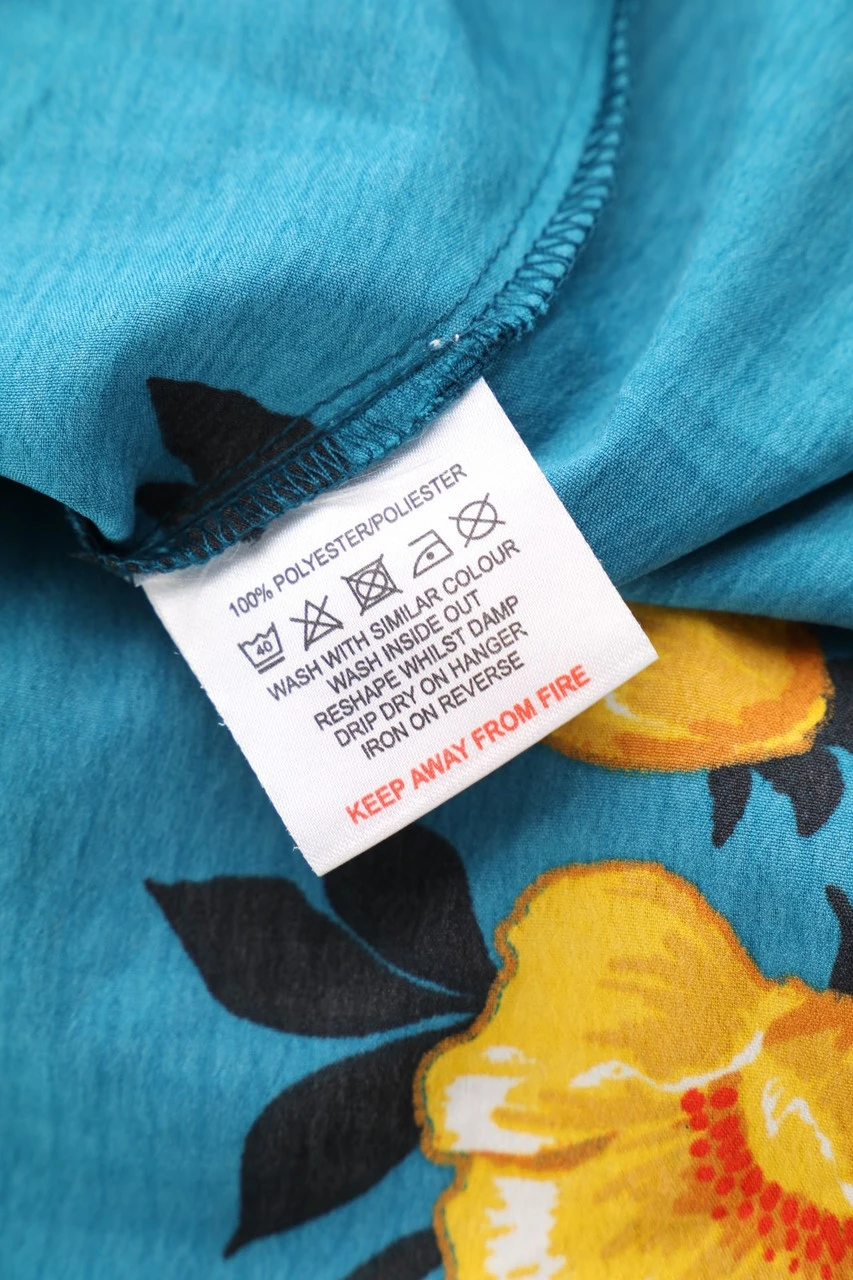 100% POLYESTER/POLIESTER
40
WASH WITH SIMILAR COLOUR
WASH INSIDE OUT
RESHAPE WHILST DAMP
DRIP DRY ON HANGER
IRON ON REVERSE
KEEP AWAY FROM FIRE